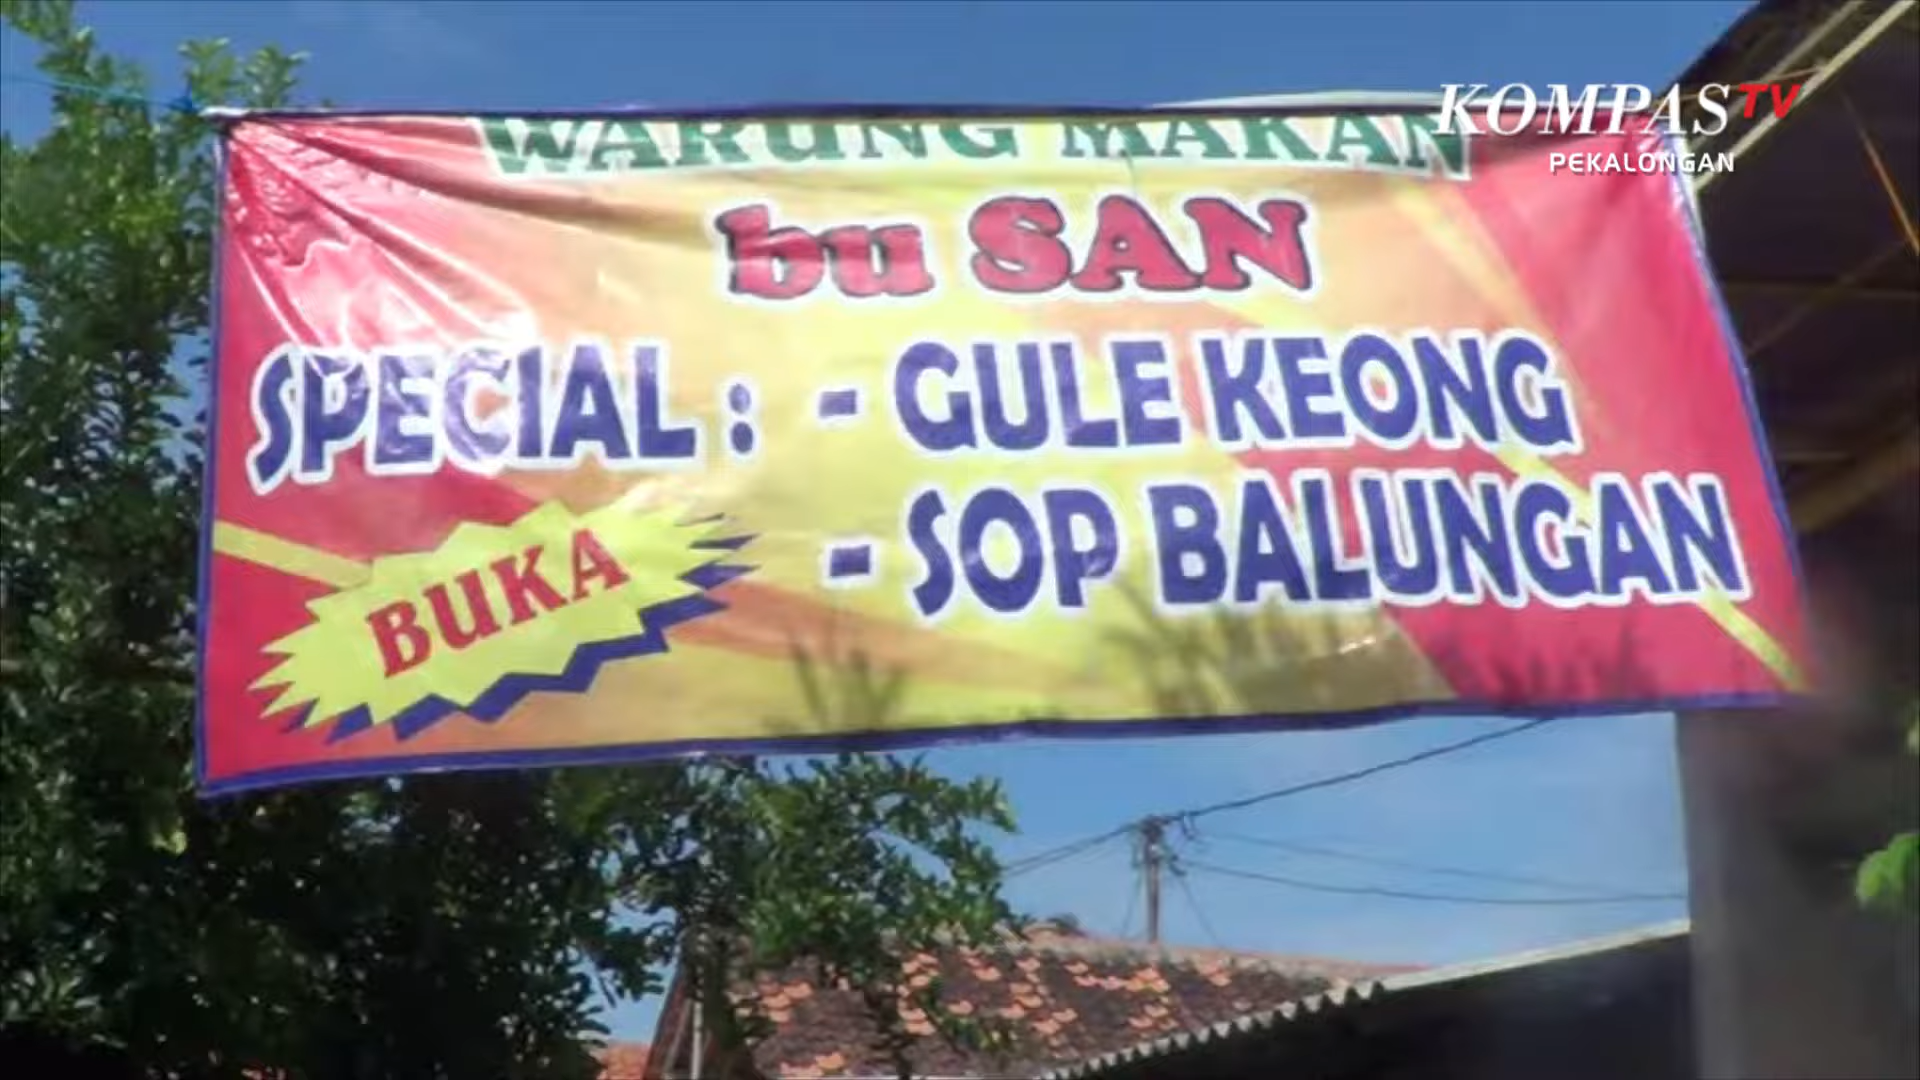 KOMPASTV
PEKALONGAN
WARUNG MAKAN
bu SAN
SPECIAL : - GULE KEONG
- SOP BALUNGAN
BUKA